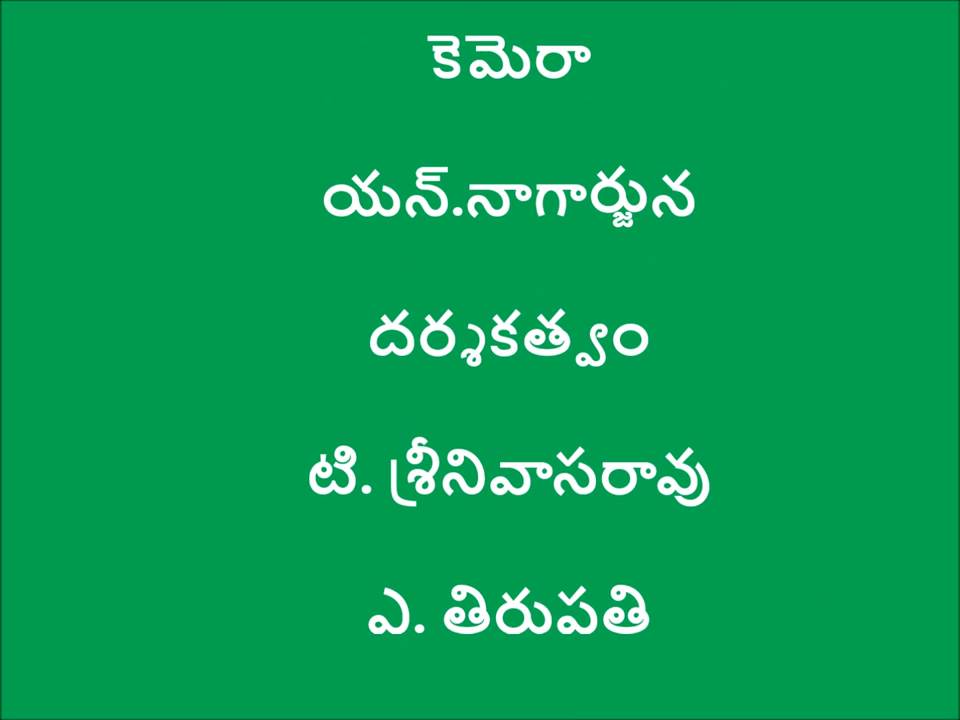 కెమెరా
యన్.నాగార్జున
దర్శకత్వం
టి. శ్రీనివాసరావు
ఎ. తిరుపతి